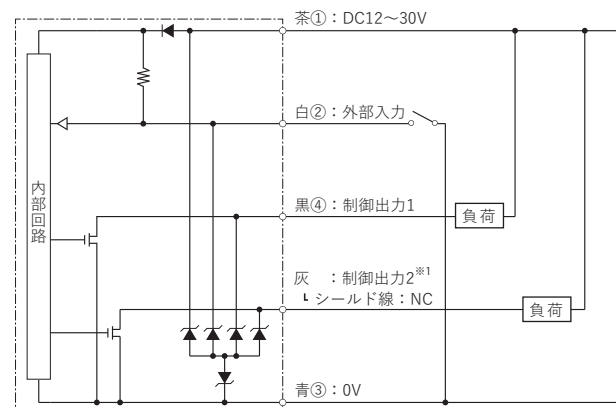 茶①：DC12～30V
白②：外部入力
内部回路
黒④：制御出力1
負荷
灰　：制御出力2※1
┗ シールド線：NC
負荷
青③：0V